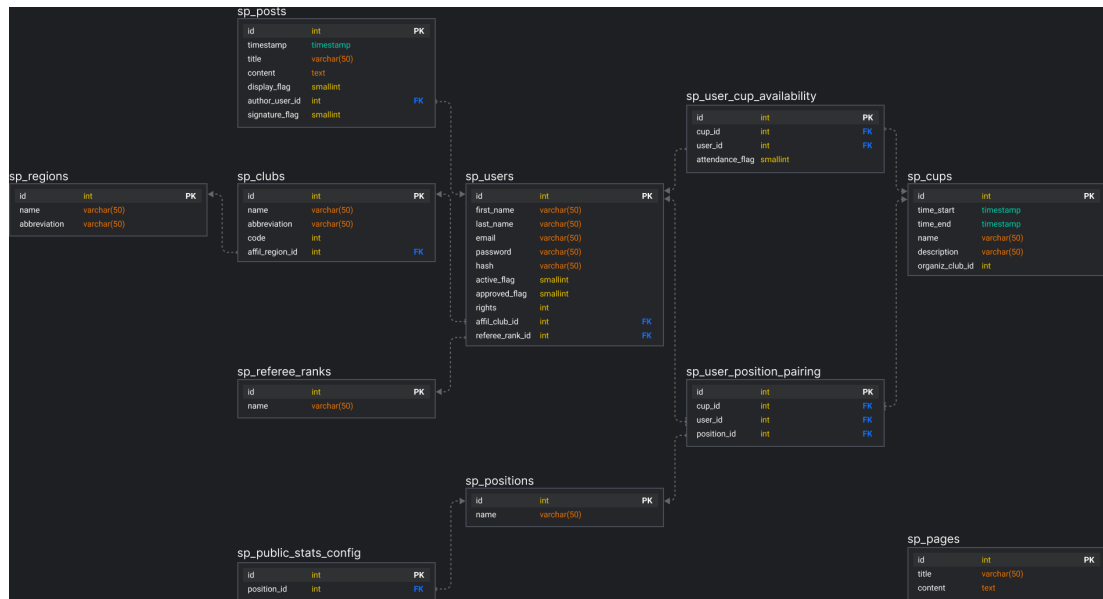 sp_posts
id int PK
timestamp timestamp
title varchar(50)
content text
display_flag smallint
author_user_id int FK
signature_flag smallint
sp_user_cup_availability
id int PK
cup_id int FK
user_id int FK
attendance_flag smallint
sp_regions
id int PK
name varchar(50)
abbreviation varchar(50)
sp_clubs
id int PK
name varchar(50)
abbreviation varchar(50)
code int
affil_region_id int FK
sp_users
id int PK
first_name varchar(50)
last_name varchar(50)
email varchar(50)
password varchar(50)
hash varchar(50)
active_flag smallint
approved_flag smallint
rights int
affil_club_id int FK
referee_rank_id int FK
sp_cups
id int PK
time_start timestamp
time_end timestamp
name varchar(50)
description varchar(50)
organiz_club_id int
sp_referee_ranks
id int PK
name varchar(50)
sp_user_position_pairing
id int PK
cup_id int FK
user_id int FK
position_id int FK
sp_positions
id int PK
name varchar(50)
sp_public_stats_config
id int PK
position_id int FK
sp_pages
id int PK
title varchar(50)
content text